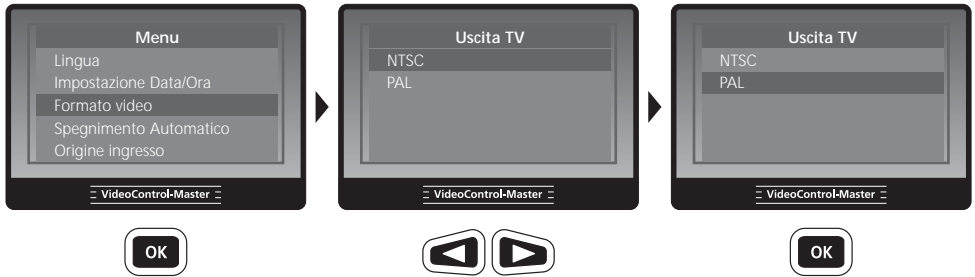 Menu
Lingua
Impostazione Data/Ora
Formato video
Spegnimento Automatico
Origine ingresso
VideoControl-Master
OK
Uscita TV
NTSC
PAL
VideoControl-Master
Uscita TV
NTSC
PAL
VideoControl-Master
OK